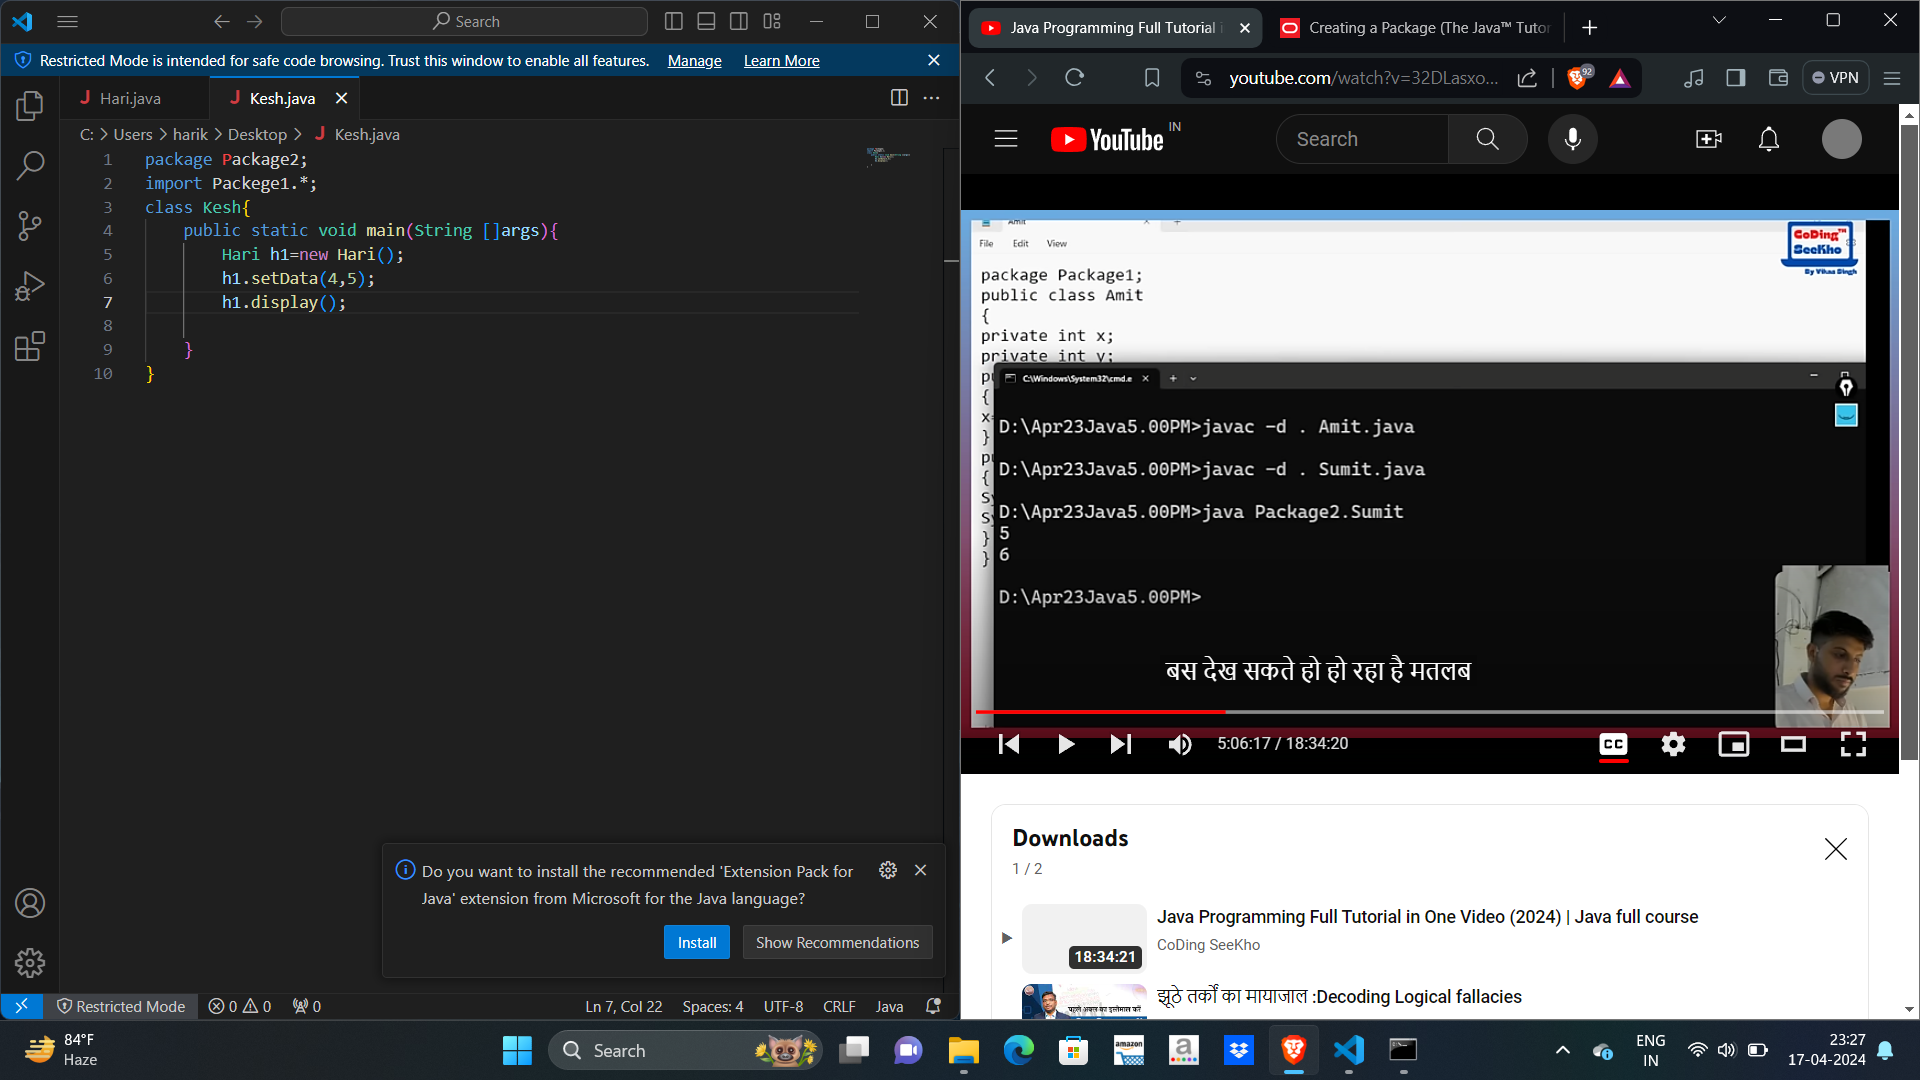 Search
Restricted Mode is intended for safe code browsing. Trust this window to enable all features. Manage Learn More
Hari.java Kesh.java
C: > Users > harik > Desktop > Kesh.java
1 package Package2;
2 import Packege1.*;
3 class Kesh{
4 public static void main(String []args){
5 Hari h1=new Hari();
6 h1.setData(4,5);
7 h1.display();
8
9 }
10 }
Do you want to install the recommended 'Extension Pack for
Java' extension from Microsoft for the Java language?
Install Show Recommendations
Restricted Mode 0 0 0 Ln 7, Col 22 Spaces: 4 UTF-8 CRLF Java
Java Programming Full Tutorial Creating a Package (The Java™ Tutor
youtube.com/watch?v=32DLasxo... 92 VPN
YouTube IN Search
Amit
File Edit View
CoDing™
SeeKho
By Vikas Singh
package Package1;
public class Amit
{
private int x;
private int y;
C:\Windows\System32\cmd.e
D:\Apr23Java5.00PM>javac -d . Amit.java
D:\Apr23Java5.00PM>javac -d . Sumit.java
D:\Apr23Java5.00PM>java Package2.Sumit
5
6
D:\Apr23Java5.00PM>
बस देख सकते हो हो रहा है मतलब
5:06:17 / 18:34:20 CC
Downloads
1 / 2
Java Programming Full Tutorial in One Video (2024) | Java full course
CoDing SeeKho
18:34:21
झूठे तर्कों का मायाजाल :Decoding Logical fallacies
84°F
Haze
Search
amazon
a
ENG
IN
23:27
17-04-2024